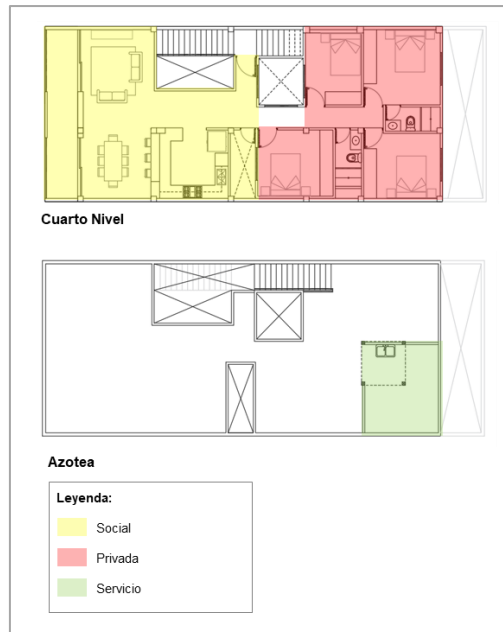 Cuarto Nivel
Azotea
Leyenda:
Social
Privada
Servicio